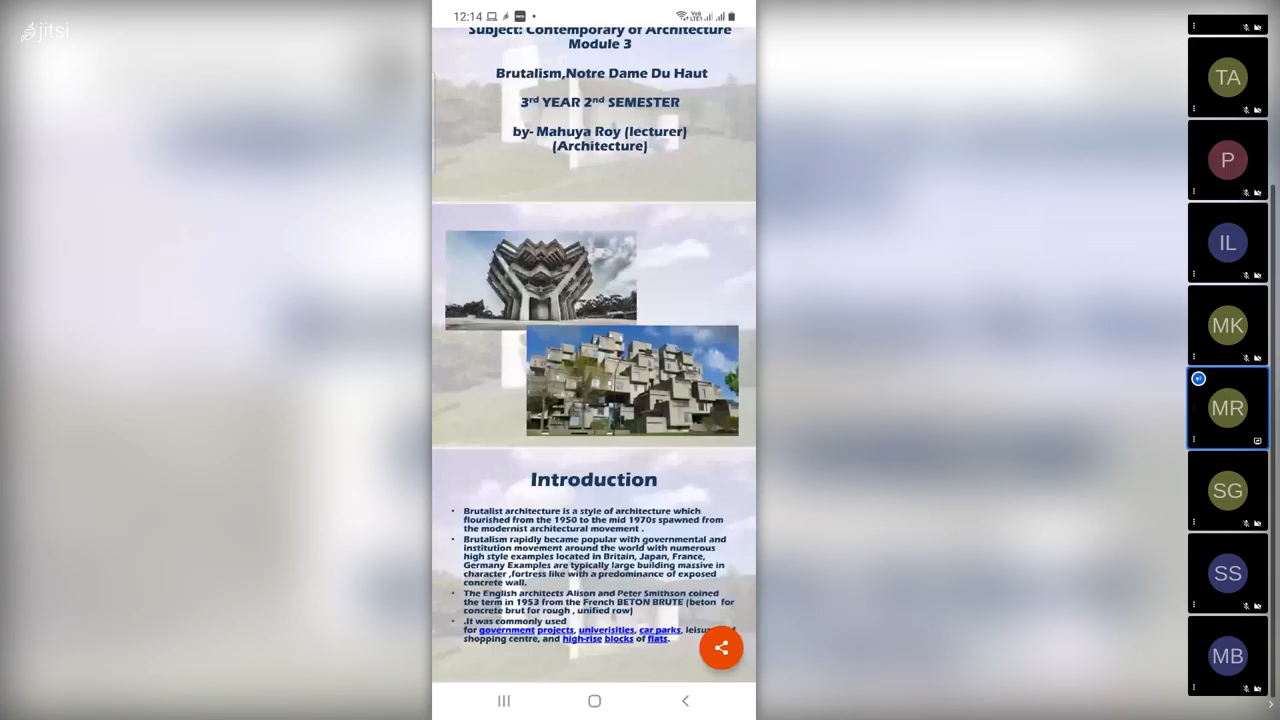 jitsi
12:14
Subject: Contemporary of Architecture
Module 3
Brutalism,Notre Dame Du Haut
3rd YEAR 2nd SEMESTER
by- Mahuya Roy (lecturer)
(Architecture)
Introduction
• Brutalist architecture is a style of architecture which
flourished from the 1950 to the mid 1970s spawned from
the modernist architectural movement .
• Brutalism rapidly became popular with governmental and
institution movement around the world with numerous
high style examples located in Britain, Japan, France,
Germany Examples are typically large building massive in
character ,fortress like with a predominance of exposed
concrete wall.
• The English architects Alison and Peter Smithson coined
the term in 1953 from the French BETON BRUTE (beton for
concrete brut for rough , unified row)
• .It was commonly used
for government projects, univerisities, car parks,
shopping centre, and high-rise blocks of flats.
TA
P
IL
MK
MR
SG
SS
MB